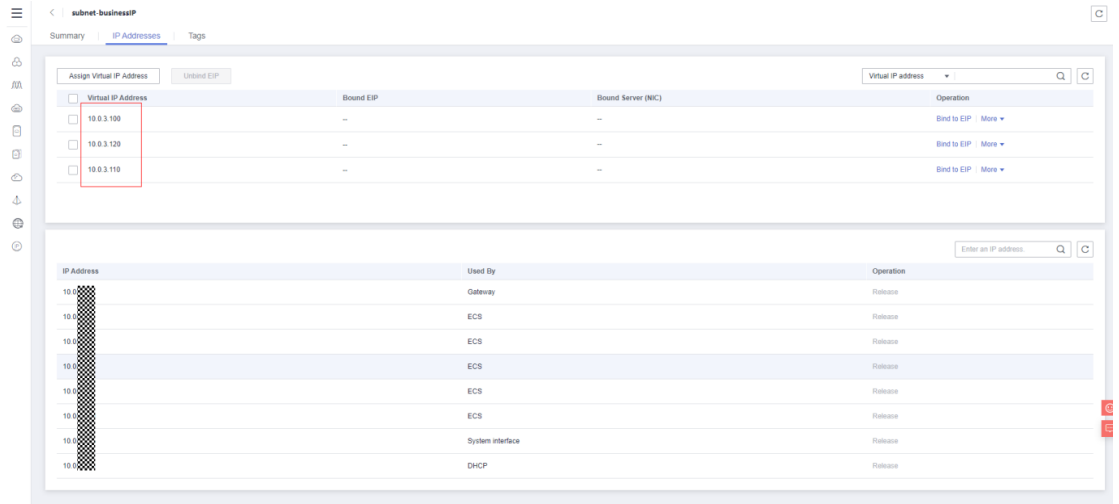 subnet-businessIP
Summary IP Addresses Tags
Assign Virtual IP Address Unbind EIP Virtual IP address
Virtual IP Address Bound EIP Bound Server (NIC) Operation
10.0.3.100 -- -- Bind to EIP More
10.0.3.120 -- -- Bind to EIP More
10.0.3.110 -- -- Bind to EIP More
Enter an IP address.
IP Address Used By Operation
10.0 Gateway Release
10.0 ECS Release
10.0 ECS Release
10.0 ECS Release
10.0 ECS Release
10.0 ECS Release
10.0 System interface Release
10.0 DHCP Release